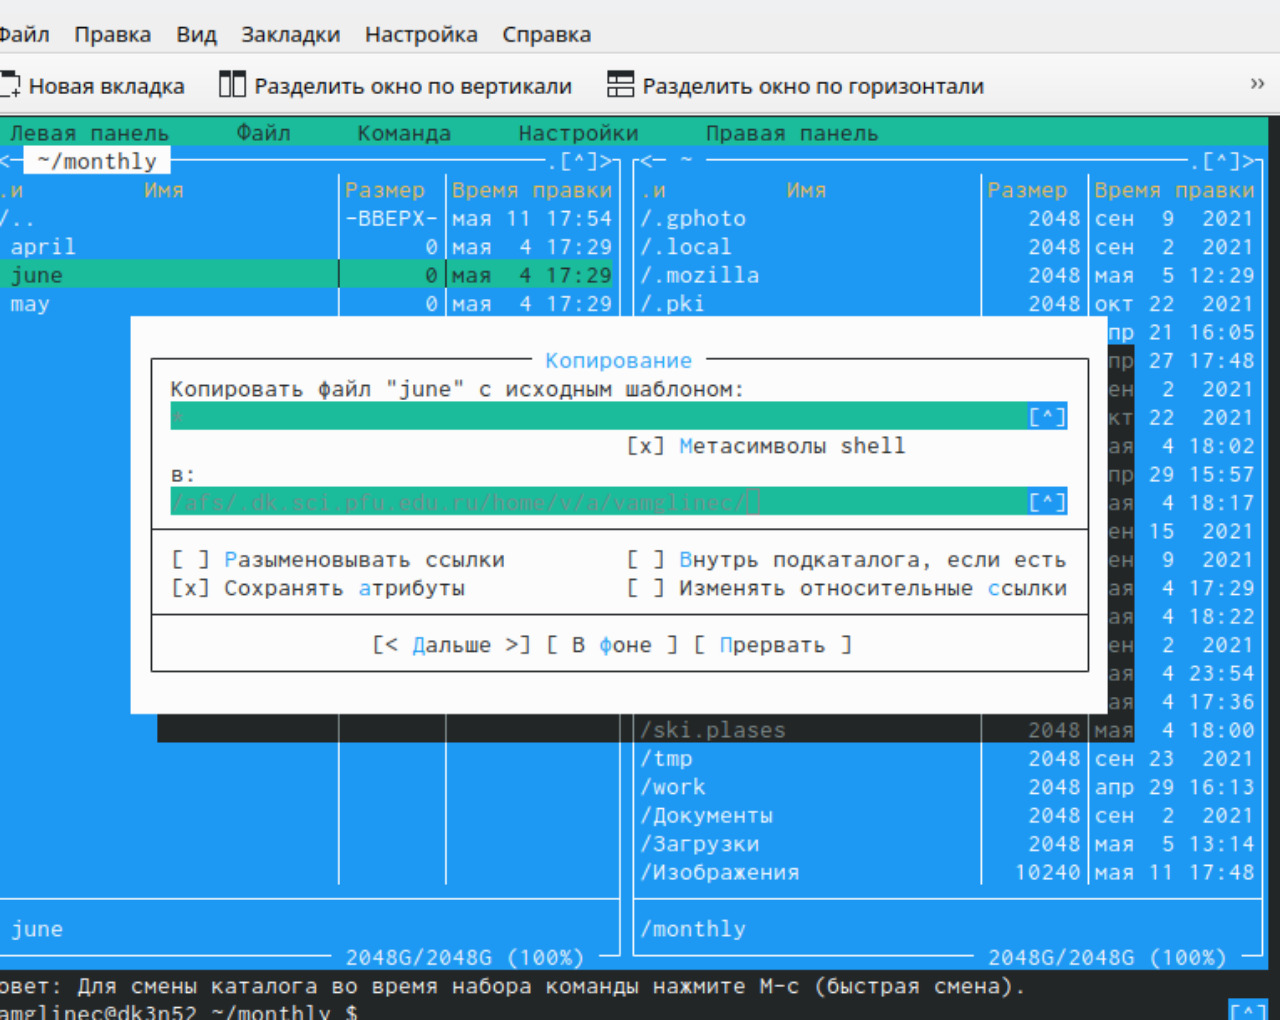 Файл Правка Вид Закладки Настройка Справка
Новая вкладка Разделить окно по вертикали Разделить окно по горизонтали »
Левая панель Файл Команда Настройки Правая панель
<─ ~/monthly .[^]> <─ ~ .[^]>
.и Имя Размер Время правки .и Имя Размер Время правки
/.. -ВВЕРХ- мая 11 17:54 /.gphoto 2048 сен 9 2021
april 0 мая 4 17:29 /.local 2048 сен 2 2021
june 0 мая 4 17:29 /.mozilla 2048 мая 5 12:29
may 0 мая 4 17:29 /.pki 2048 окт 22 2021
пр 21 16:05
Копирование пр 27 17:48
Копировать файл "june" с исходным шаблоном: ен 2 2021
* [^] кт 22 2021
[x] Метасимволы shell ая 4 18:02
в: пр 29 15:57
/afs/.dk.sci.pfu.edu.ru/home/v/a/vamglinec/ [^] ая 4 18:17
ен 15 2021
[ ] Разыменовывать ссылки [ ] Внутрь подкаталога, если есть ен 9 2021
[x] Сохранять атрибуты [ ] Изменять относительные ссылки ая 4 17:29
ая 4 18:22
[< Дальше >] [ В фоне ] [ Прервать ] ен 2 2021
ая 4 23:54
ая 4 17:36
/ski.plases 2048 мая 4 18:00
/tmp 2048 сен 23 2021
/work 2048 апр 29 16:13
/Документы 2048 сен 2 2021
/Загрузки 2048 мая 5 13:14
/Изображения 10240 мая 11 17:48
june /monthly
2048G/2048G (100%) 2048G/2048G (100%)
овет: Для смены каталога во время набора команды нажмите M-c (быстрая смена).
amglinec@dk3n52 ~/monthly $ [^]